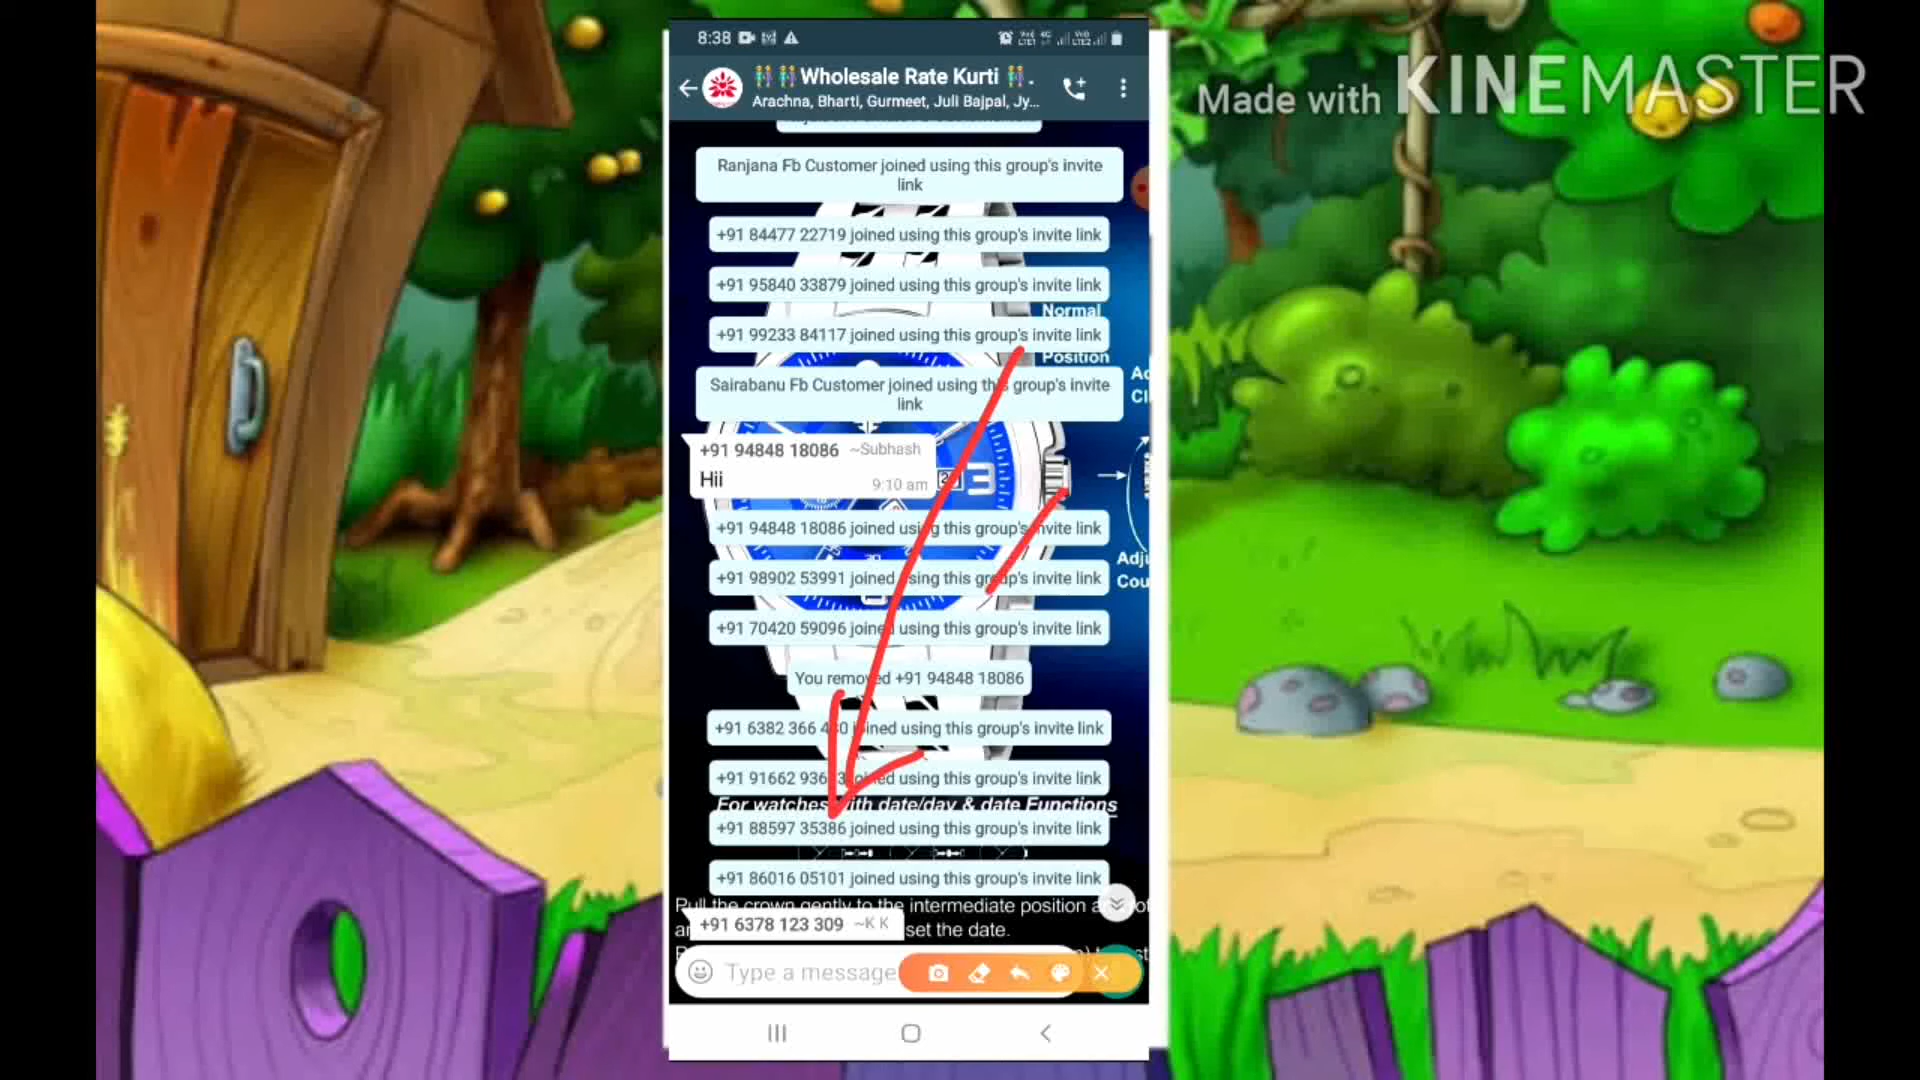 8:38
Made with KINEMASTER
Wholesale Rate Kurti
Arachna, Bharti, Gurmeet, Juli Bajpal, Jy...
Ranjana Fb Customer joined using this group's invite
link
+91 84477 22719 joined using this group's invite link
+91 95840 33879 joined using this group's invite link
Normal
+91 99233 84117 joined using this group's invite link
Position
Sairabanu Fb Customer joined using this group's invite
link
+91 94848 18086 ~Subhash
Hii
9:10 am
3
+91 94848 18086 joined using this group's invite link
+91 98902 53991 joined using this group's invite link
+91 70420 59096 joined using this group's invite link
You removed +91 94848 18086
+91 6382 366 joined using this group's invite link
+91 91662 joined using this group's invite link
For watches with date/day & date Functions
+91 88597 35386 joined using this group's invite link
+91 86016 05101 joined using this group's invite link
Pull the crown gently to the intermediate position
+91 6378 123 309 ~K K
set the date.
Type a message